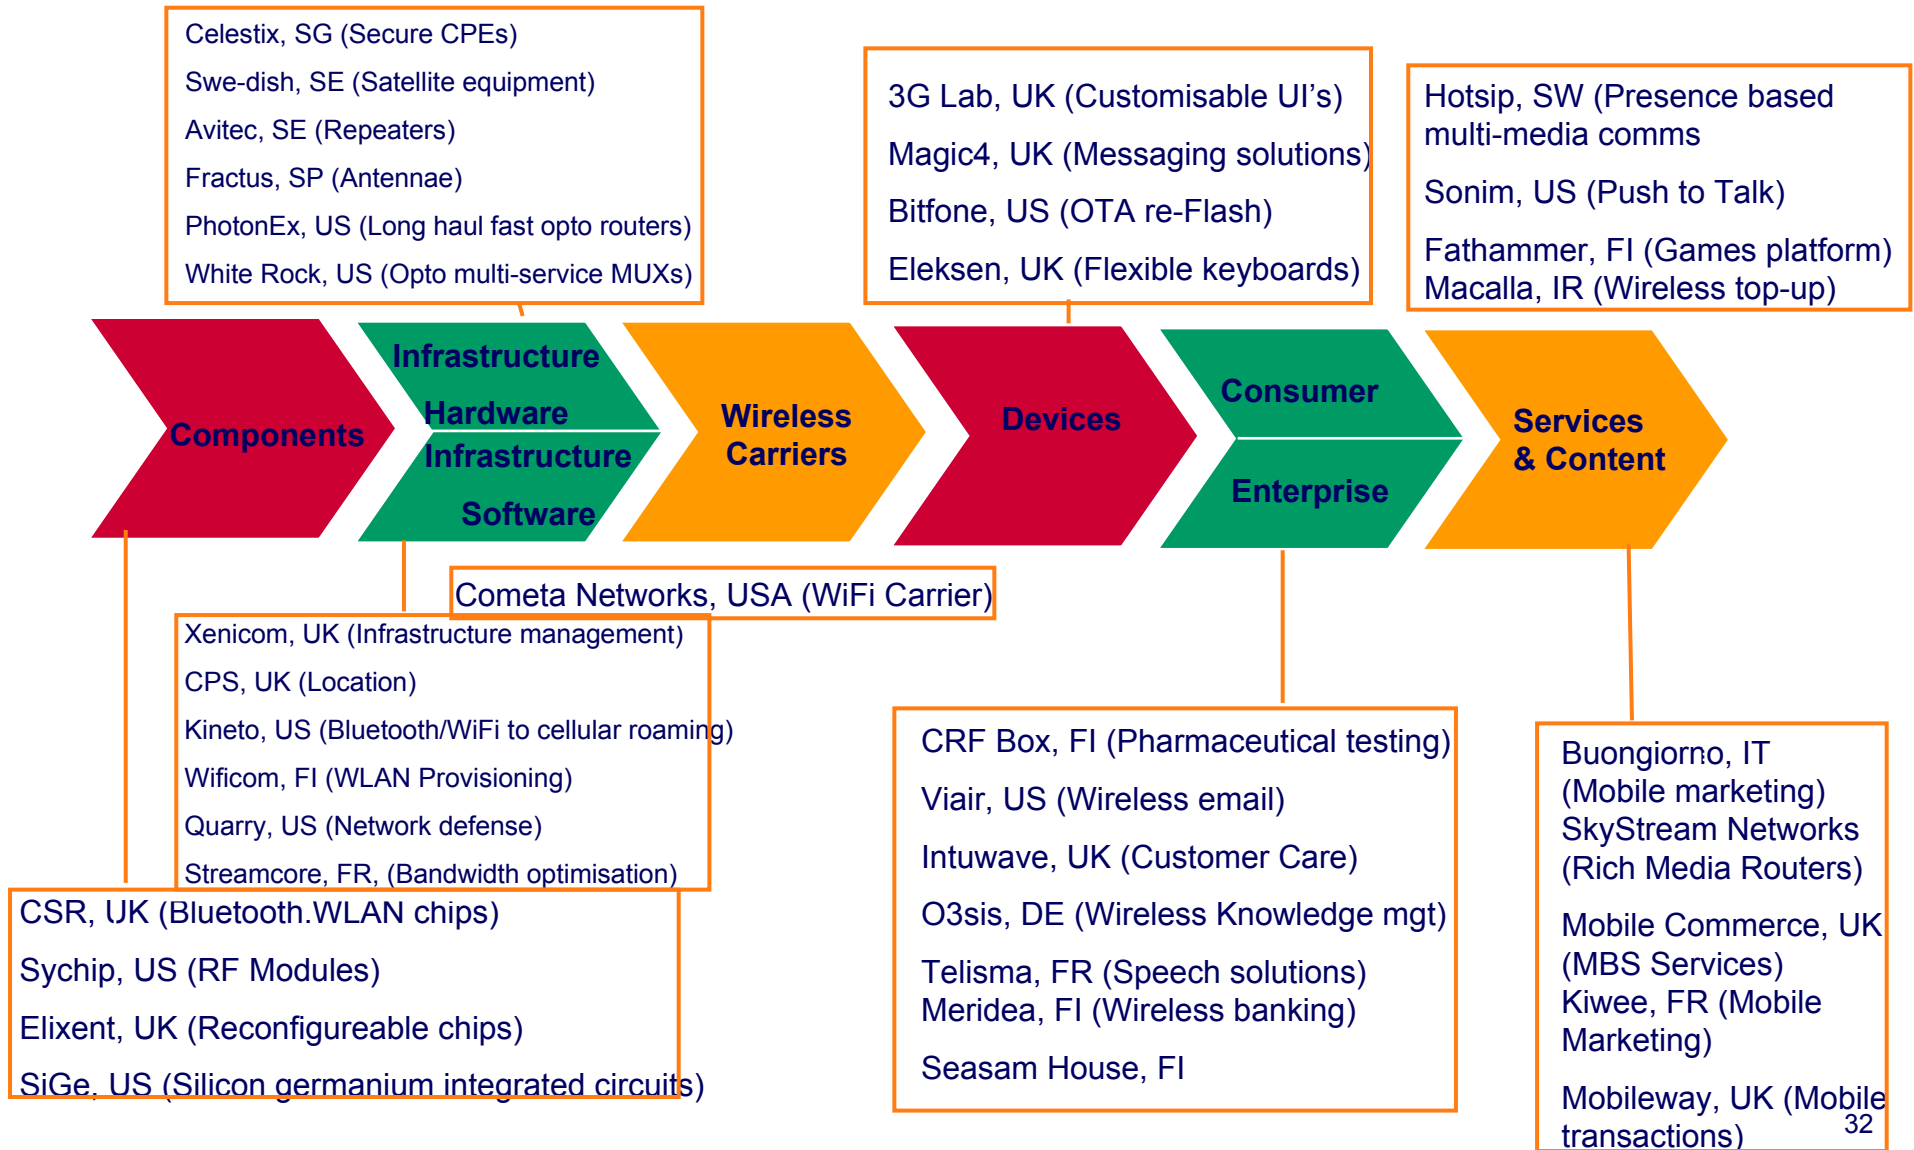 Celestix, SG (Secure CPEs)
Swe-dish, SE (Satellite equipment)
Avitec, SE (Repeaters)
Fractus, SP (Antennae)
PhotonEx, US (Long haul fast opto routers)
White Rock, US (Opto multi-service MUXs)
3G Lab, UK (Customisable UI's)
Magic4, UK (Messaging solutions)
Bitfone, US (OTA re-Flash)
Eleksen, UK (Flexible keyboards)
Hotsip, SW (Presence based
multi-media comms
Sonim, US (Push to Talk)
Fathammer, FI (Games platform)
Macalla, IR (Wireless top-up)
Components
Infrastructure
Hardware
Infrastructure
Software
Wireless
Carriers
Devices
Consumer
Enterprise
Services
& Content
Cometa Networks, USA (WiFi Carrier)
Xenicom, UK (Infrastructure management)
CPS, UK (Location)
Kineto, US (Bluetooth/WiFi to cellular roaming)
Wificom, FI (WLAN Provisioning)
Quarry, US (Network defense)
Streamcore, FR, (Bandwidth optimisation)
CSR, UK (Bluetooth.WLAN chips)
Sychip, US (RF Modules)
Elixent, UK (Reconfigureable chips)
SiGe, US (Silicon germanium integrated circuits)
CRF Box, FI (Pharmaceutical testing)
Viair, US (Wireless email)
Intuwave, UK (Customer Care)
O3sis, DE (Wireless Knowledge mgt)
Telisma, FR (Speech solutions)
Meridea, FI (Wireless banking)
Seasam House, FI
Buongiorno, IT
(Mobile marketing)
SkyStream Networks
(Rich Media Routers)
Mobile Commerce, UK
(MBS Services)
Kiwee, FR (Mobile
Marketing)
Mobileway, UK (Mobile
transactions)
32